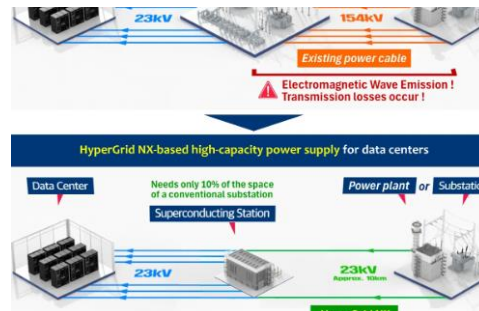 23kV
154kV
Existing power cable
Electromagnetic Wave Emission !
Transmission losses occur !
HyperGrid NX-based high-capacity power supply for data centers
Data Center
Needs only 10% of the space
of a conventional substation
Superconducting Station
Power plant or
23kV
23kV
Approx. 10km